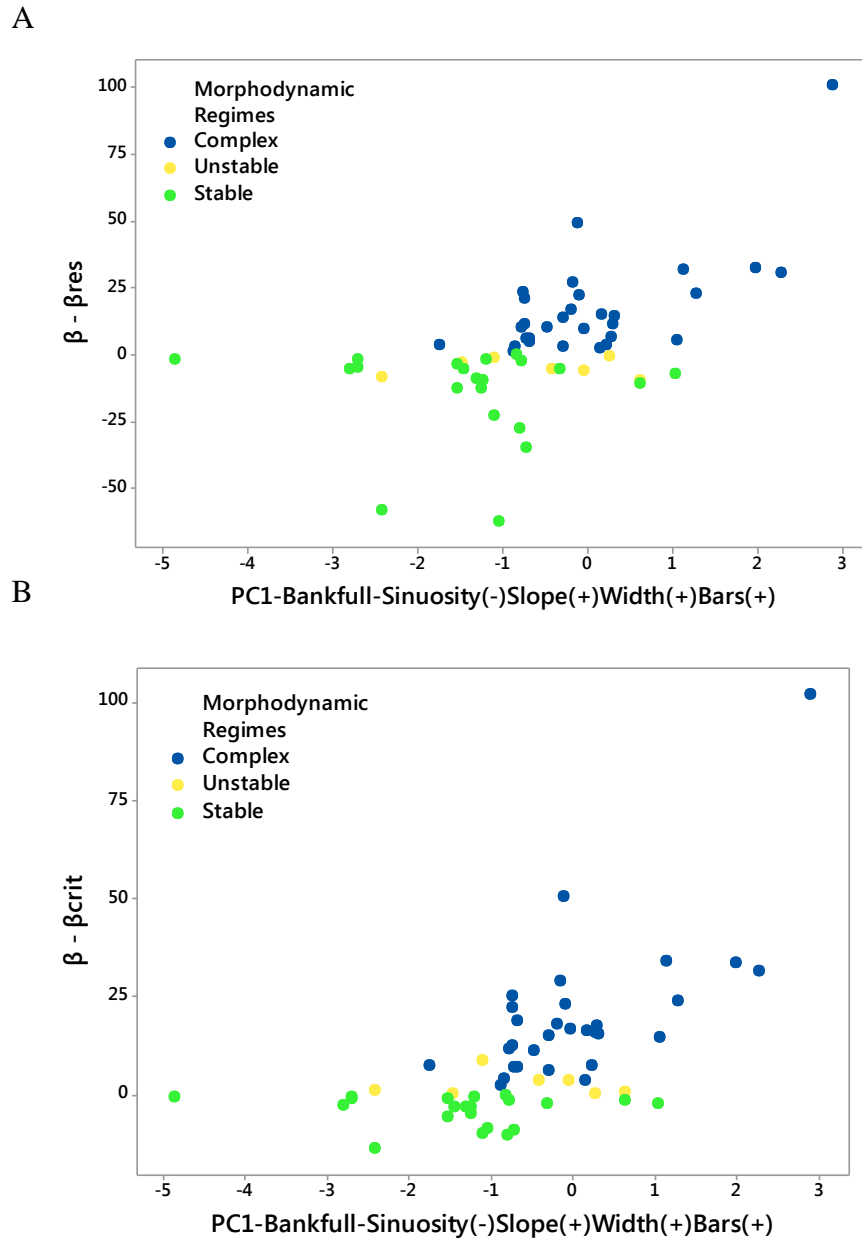 A
Morphodynamic
Regimes
Complex
Unstable
Stable
100
75
50
25
0
-25
-50
β - βres
-5 -4 -3 -2 -1 0 1 2 3
PC1-Bankfull-Sinuosity(-)Slope(+)Width(+)Bars(+)
B
Morphodynamic
Regimes
Complex
Unstable
Stable
100
75
50
25
0
β - βcrit
-5 -4 -3 -2 -1 0 1 2 3
PC1-Bankfull-Sinuosity(-)Slope(+)Width(+)Bars(+)